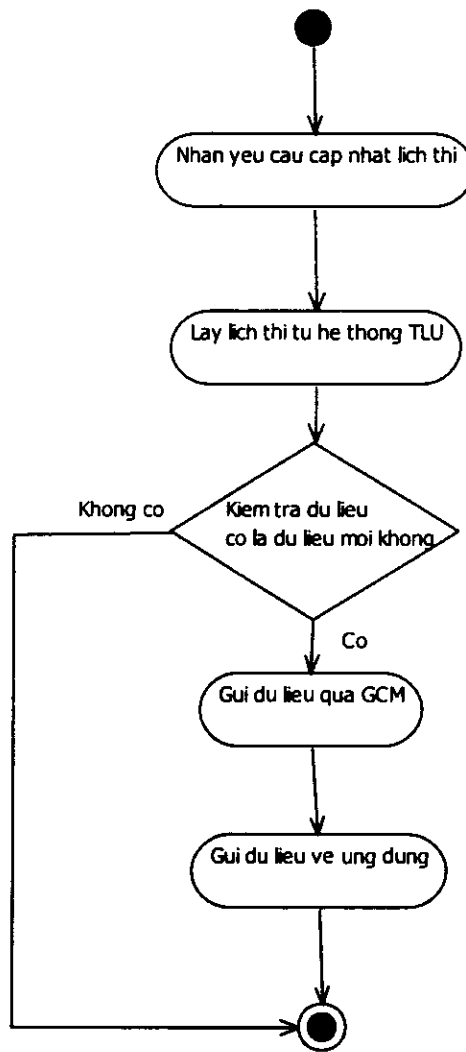 Nhan yeu cau cap nhat lich thi
Lay lich thi tu he thong TLU
Khong co
Kiem tra du lieu
co la du lieu moi khong
Co
Gui du lieu qua GCM
Gui du lieu ve ung dung